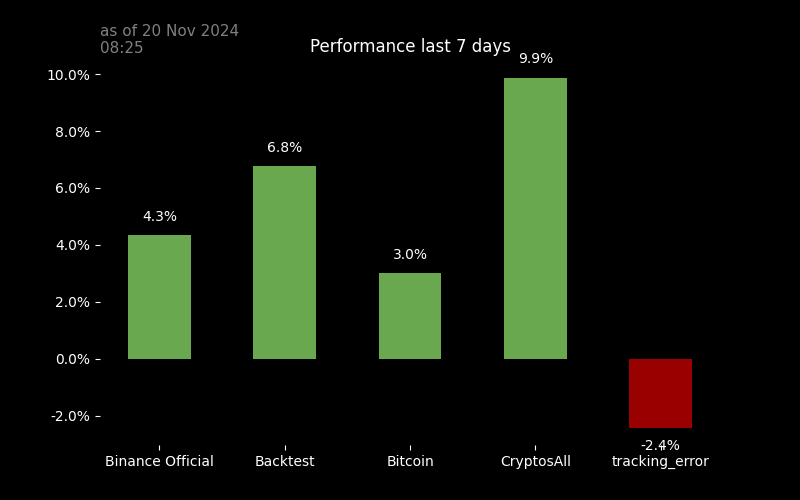 as of 20 Nov 2024
08:25
Performance last 7 days
10.0%
8.0%
6.0%
4.0%
2.0%
0.0%
-2.0%
4.3%
6.8%
3.0%
9.9%
-2.4%
Binance Official
Backtest
Bitcoin
CryptosAll
tracking_error